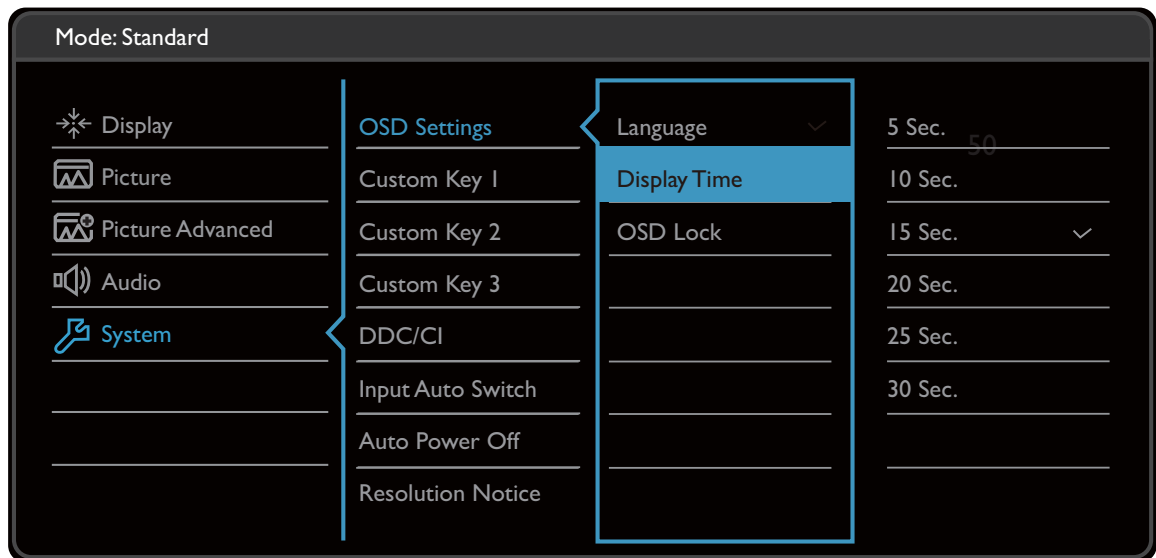 Mode: Standard
Display
Picture
Picture Advanced
Audio
System
OSD Settings
Custom Key 1
Custom Key 2
Custom Key 3
DDC/CI
Input Auto Switch
Auto Power Off
Resolution Notice
Language
Display Time
OSD Lock
5 Sec.
50
10 Sec.
15 Sec.
20 Sec.
25 Sec.
30 Sec.